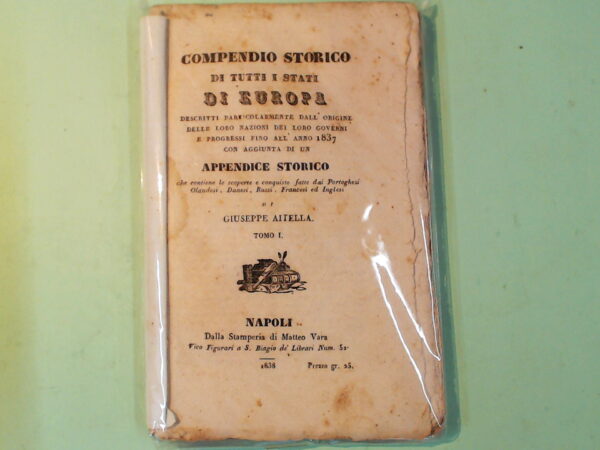 COMPENDIO STORICO
DI TUTTI I STATI
DI EUROPA
DESCRITTI PARTICOLARMENTE DALL' ORIGINE
DELLE LORO NAZIONI DEI LORO GOVERNI
E PROGRESSI FINO ALL' ANNO 1837
CON AGGIUNTA DI UN
APPENDICE STORICO
che contiene le scoperte e conquiste fatte dai Portoghesi
Olandesi, Danesi, Russi, Francesi ed Inglesi
DI
GIUSEPPE AITELLA.
TOMO I.
NAPOLI
Dalla Stamperia di Matteo Vara
Vico Figurari a S. Biagio de' Librari Num. 32
1838 Prezzo gr. 25.